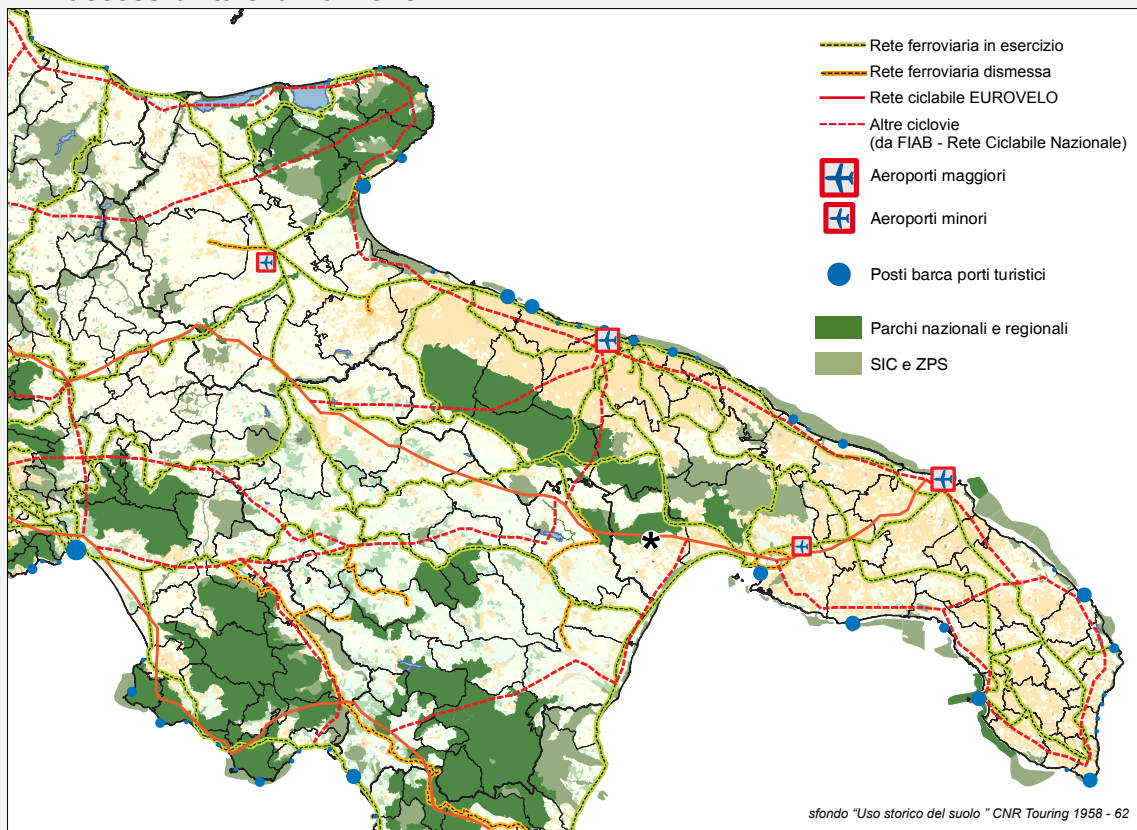 Rete ferroviaria in esercizio
Rete ferroviaria dismessa
Rete ciclabile EUROVELO
Altre ciclovie
(da FIAB - Rete Ciclabile Nazionale)
Aeroporti maggiori
Aeroporti minori
Posti barca porti turistici
Parchi nazionali e regionali
SIC e ZPS
*
sfondo "Uso storico del suolo " CNR Touring 1958 - 62